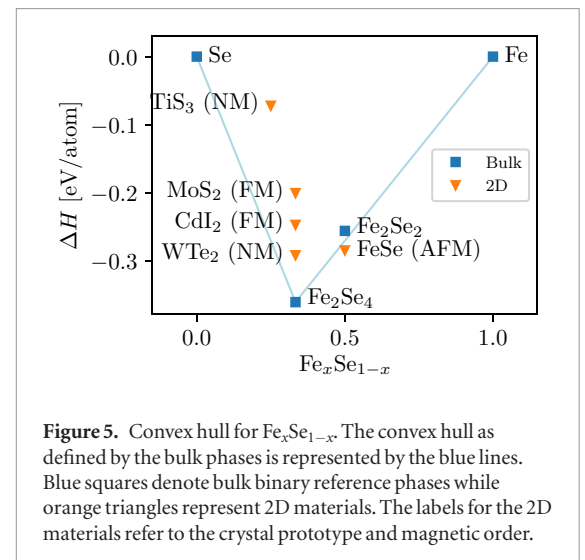 0.0
−0.1
−0.2
−0.3
ΔH [eV/atom]
Se
Fe
TiS₃ (NM)
MoS₂ (FM)
CdI₂ (FM)
WTe₂ (NM)
Fe₂Se₂
FeSe (AFM)
Fe₂Se₄
Bulk
2D
0.0
0.5
1.0
FeₓSe₁₋ₓ
Figure 5. Convex hull for FeₓSe₁₋ₓ. The convex hull as
defined by the bulk phases is represented by the blue lines.
Blue squares denote bulk binary reference phases while
orange triangles represent 2D materials. The labels for the 2D
materials refer to the crystal prototype and magnetic order.